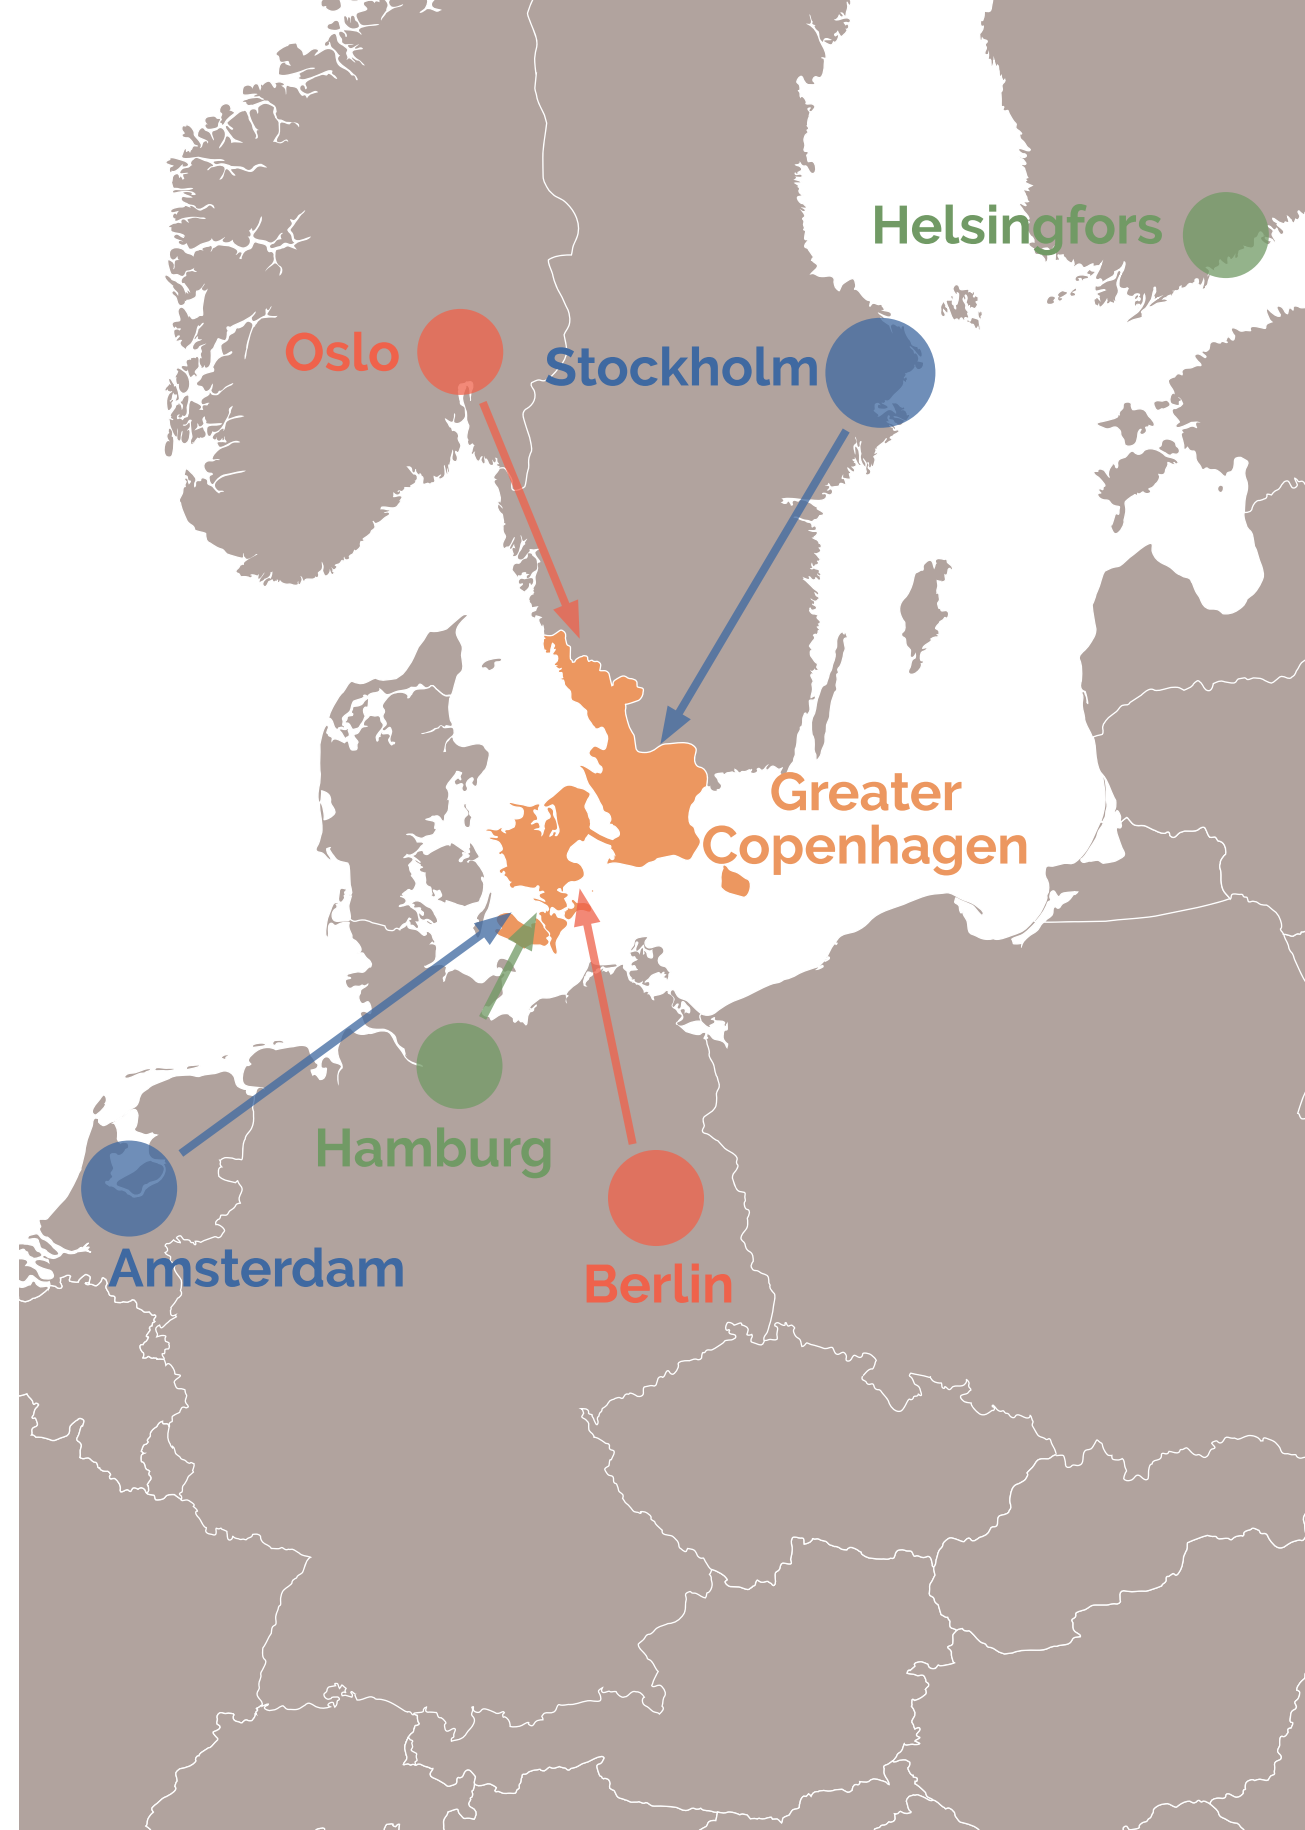 Helsingfors
Oslo
Stockholm
Greater
Copenhagen
Hamburg
Amsterdam
Berlin